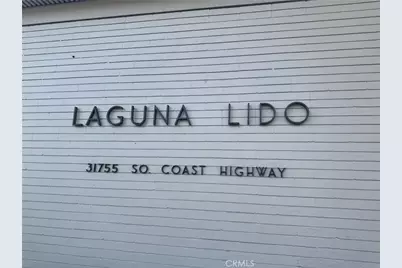 LAGUNA LIDO
31755 SO. COAST HIGHWAY
CRMLS